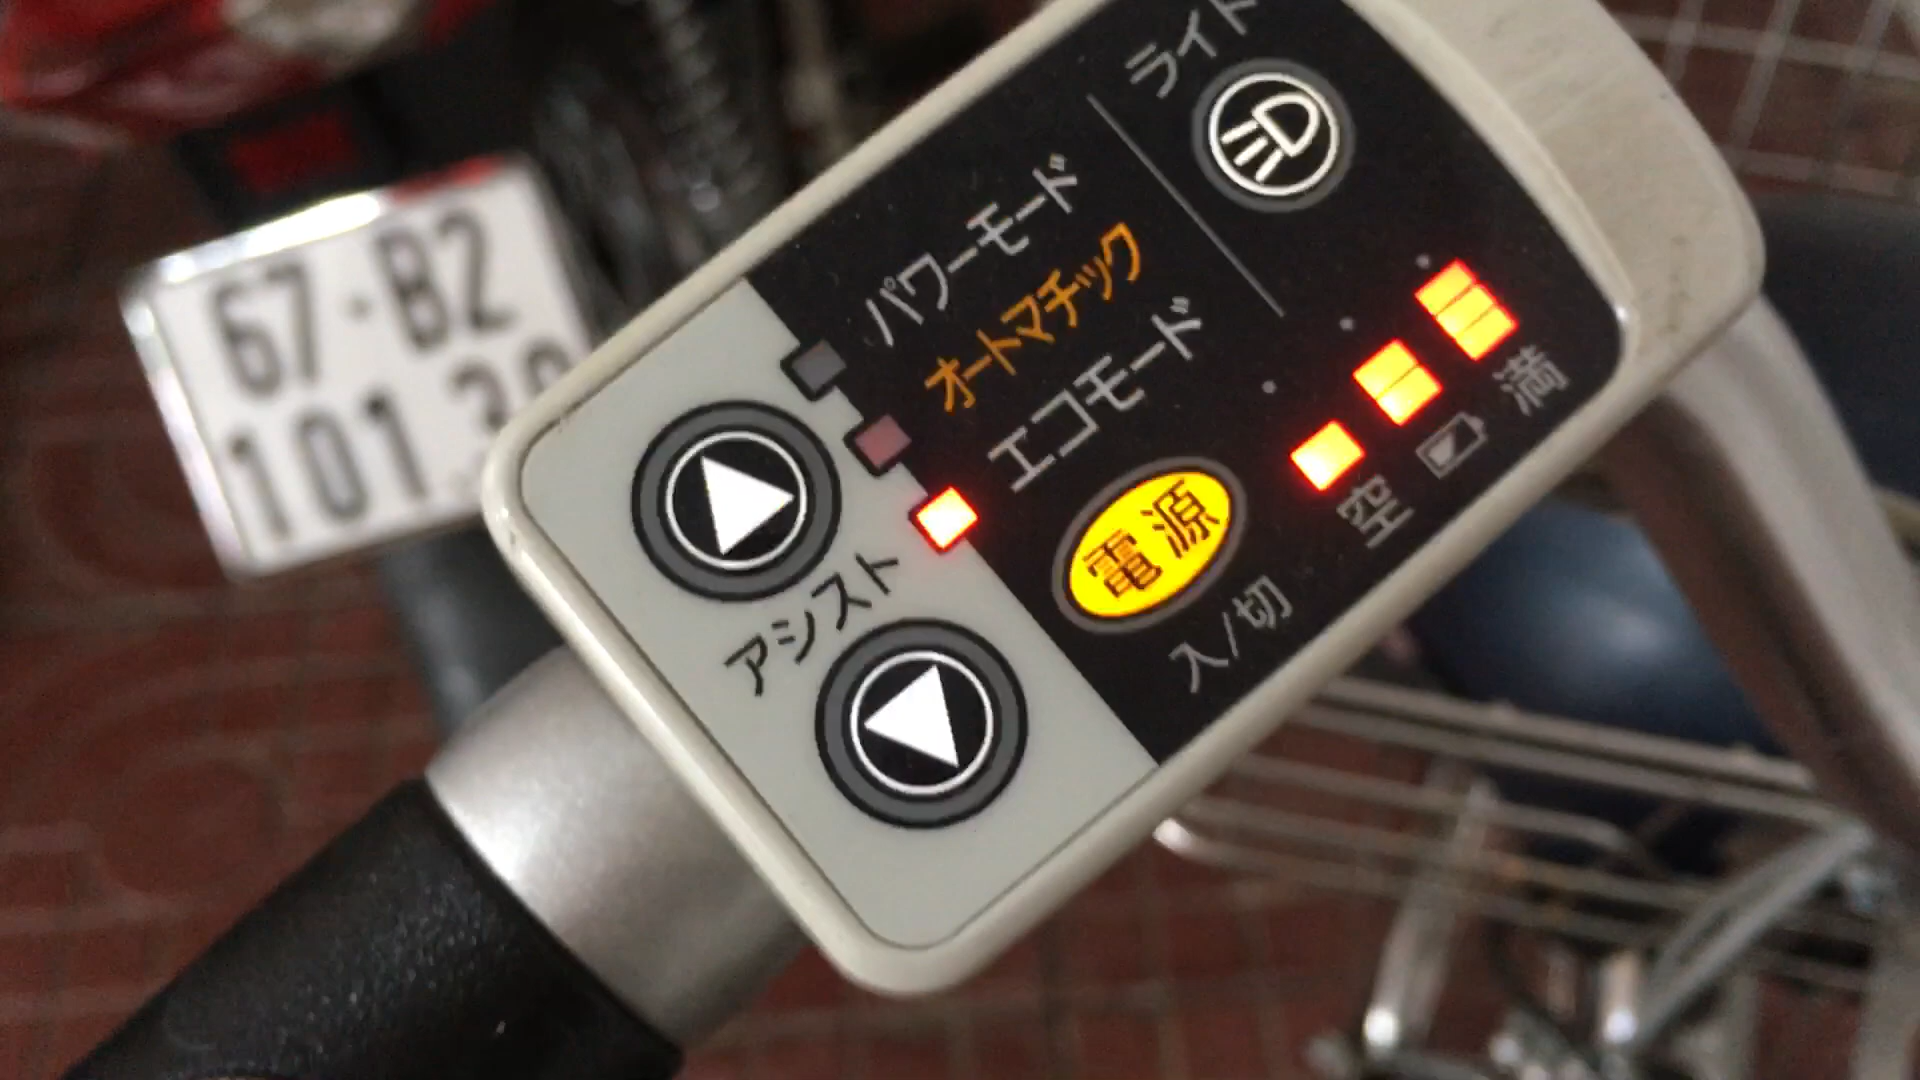 ライト
パワーモード
オートマチック
エコモード
アシスト
電源
入/切
空
満
67-B2
101